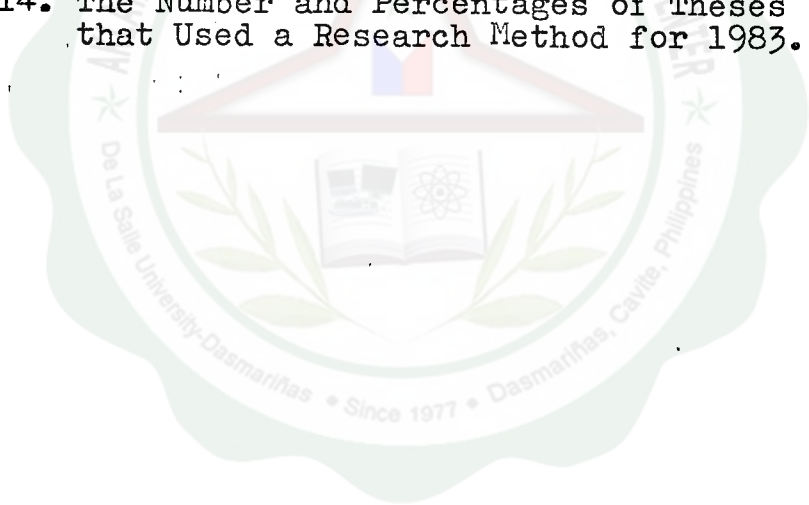 14. The Number and Percentages of Theses
that Used a Research Method for 1983.
De La Salle University-Dasmariñas • Since 1977 • Dasmariñas, Cavite, Philippines